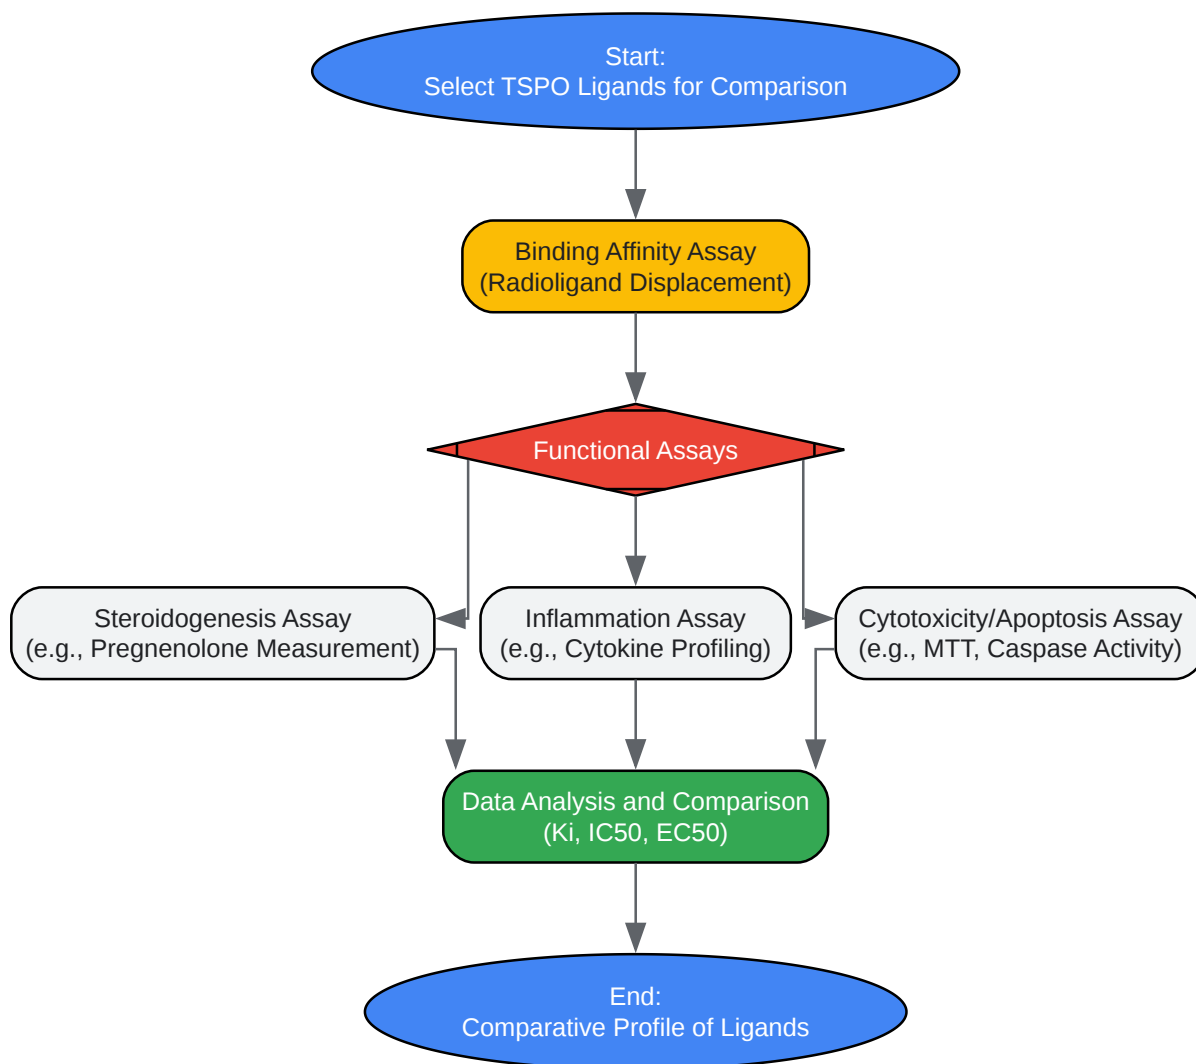 Start:
Select TSPO Ligands for Comparison
Binding Affinity Assay
(Radioligand Displacement)
Functional Assays
Steroidogenesis Assay
(e.g., Pregnenolone Measurement)
Inflammation Assay
(e.g., Cytokine Profiling)
Cytotoxicity/Apoptosis Assay
(e.g., MTT, Caspase Activity)
Data Analysis and Comparison
(Ki, IC50, EC50)
End:
Comparative Profile of Ligands